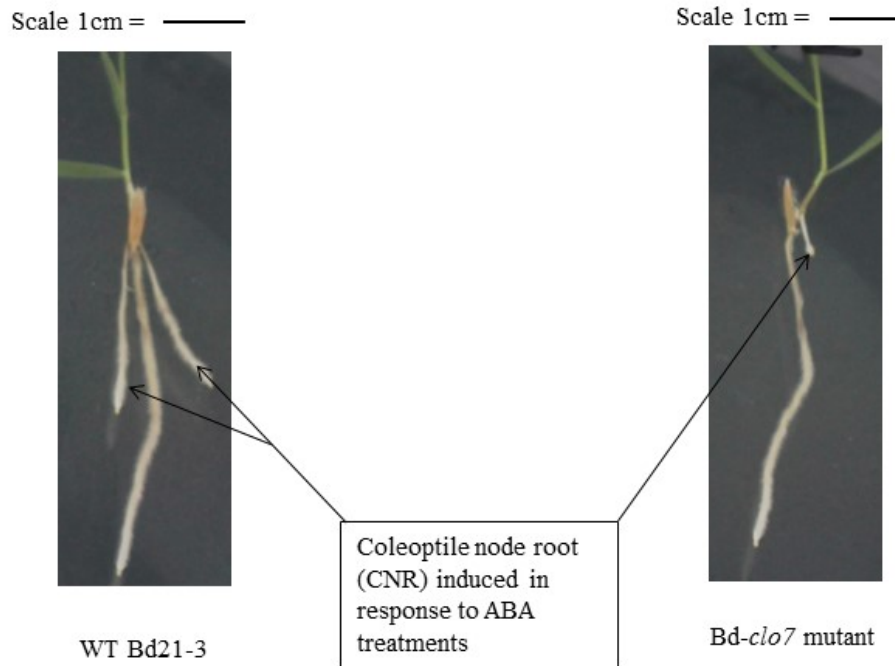 Scale 1cm =
Scale 1cm =
Coleoptile node root
(CNR) induced in
response to ABA
treatments
WT Bd21-3
Bd-clo7 mutant